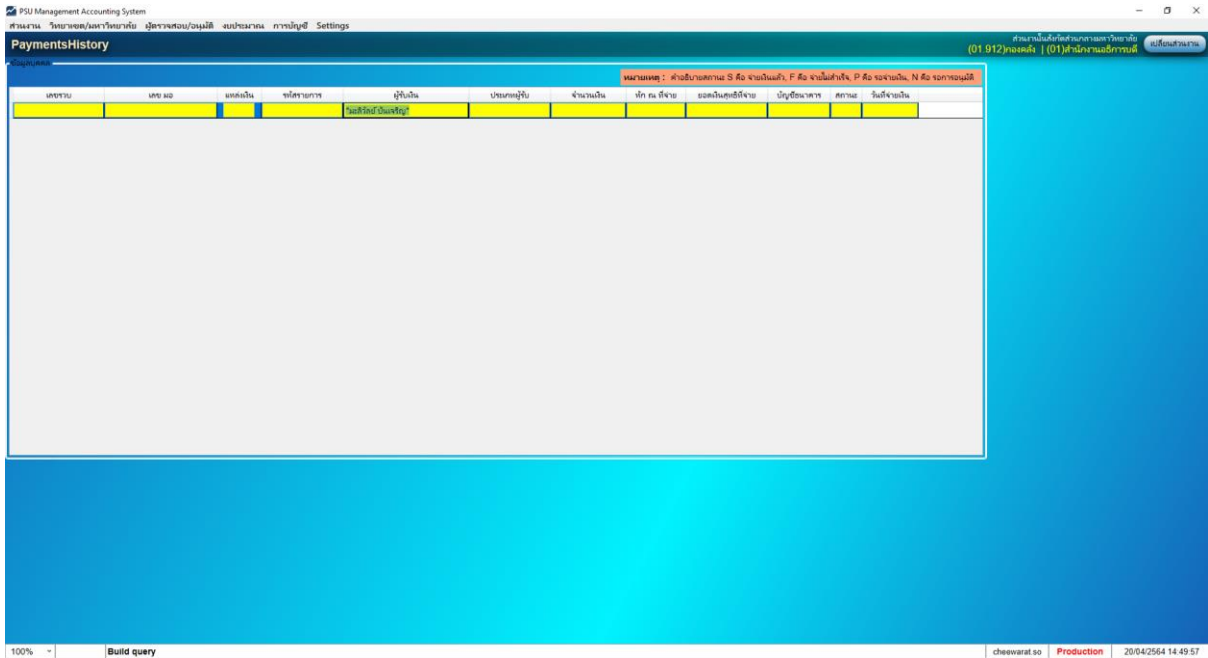 PSU Management Accounting System
ส่วนงาน วิทยาเขต/มหาวิทยาลัย ผู้ตรวจสอบ/อนุมัติ งบประมาณ การบัญชี Settings
PaymentsHistory
ส่วนงานนั้นสังกัดส่วนกลางมหาวิทยาลัย
(01.912)กองคลัง | (01)สำนักงานอธิการบดี
เปลี่ยนส่วนงาน
ข้อมูลบุคคล
หมายเหตุ : คำอธิบายสถานะ S คือ จ่ายเงินแล้ว, F คือ จ่ายไม่สำเร็จ, P คือ รอจ่ายเงิน, N คือ รอการอนุมัติ
เลขรวบ เลข มอ แหล่งเงิน รหัสรายการ ผู้รับเงิน ประเภทผู้รับ จำนวนเงิน หัก ณ ที่จ่าย ยอดเงินสุทธิที่จ่าย บัญชีธนาคาร สถานะ วันที่จ่ายเงิน
100% Build query cheewarat.so Production 20/04/2564 14:49:57